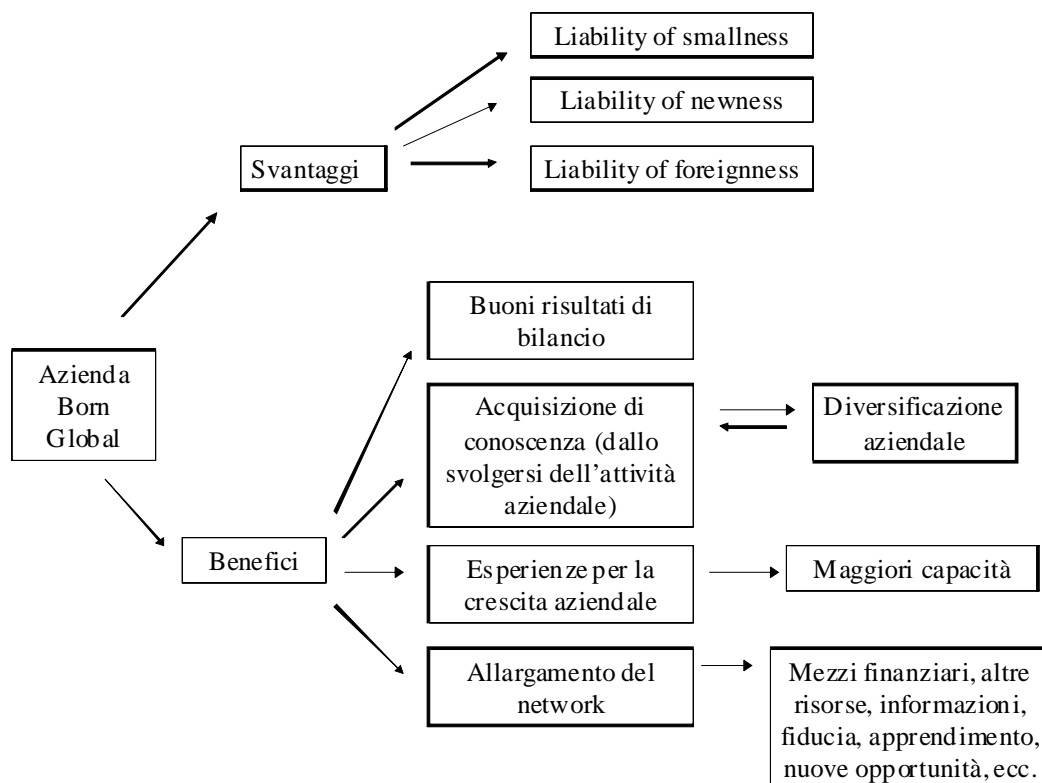 Liability of smallness
Liability of newness
Svantaggi
Liability of foreignness
Buoni risultati di
bilancio
Azienda
Born
Global
Acquisizione di
conoscenza (dallo
svolgersi dell’attività
aziendale)
Diversificazione
aziendale
Benefici
Esperienze per la
crescita aziendale
Maggiori capacità
Allargamento del
network
Mezzi finanziari, altre
risorse, informazioni,
fiducia, apprendimento,
nuove opportunità, ecc.